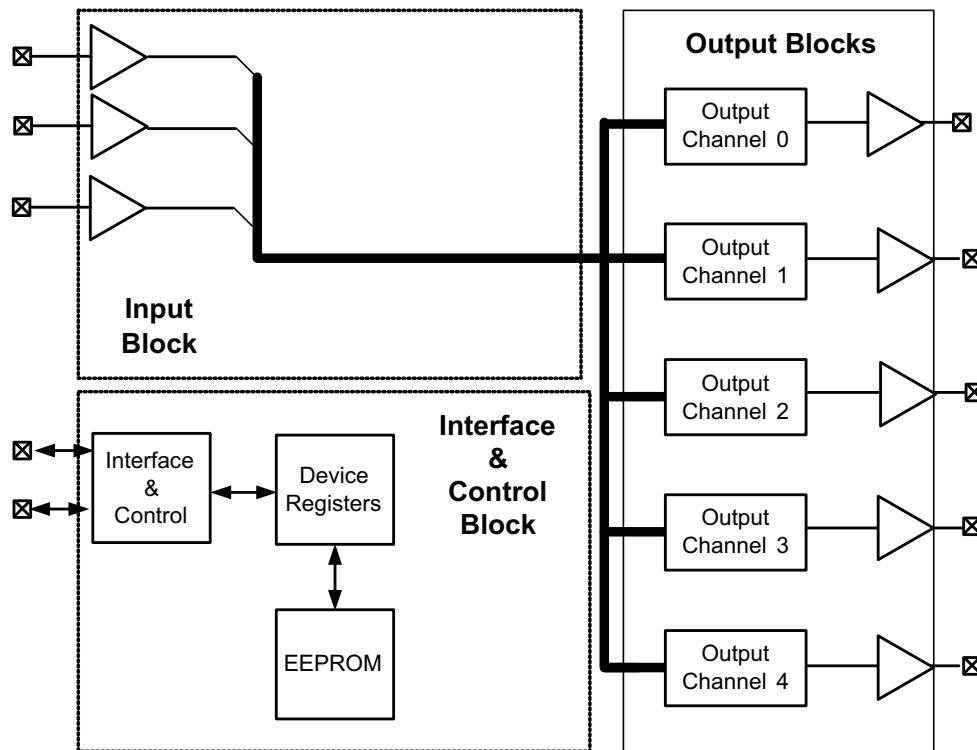 Input
Block
Interface
&
Control
Device
Registers
EEPROM
Interface
&
Control
Block
Output Blocks
Output
Channel 0
Output
Channel 1
Output
Channel 2
Output
Channel 3
Output
Channel 4